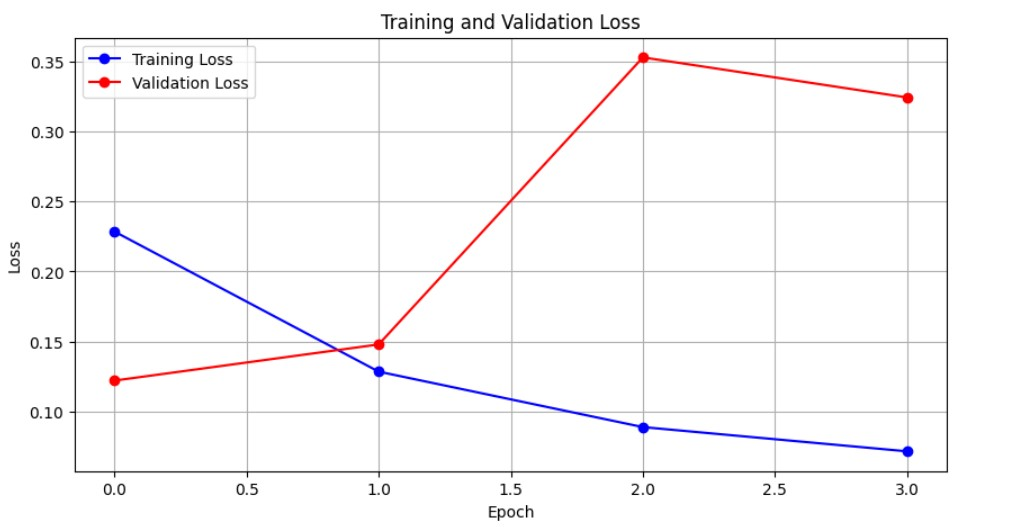 Training and Validation Loss
Training Loss
Validation Loss
0.35
0.30
0.25
0.20
0.15
0.10
Loss
0.0 0.5 1.0 1.5 2.0 2.5 3.0
Epoch